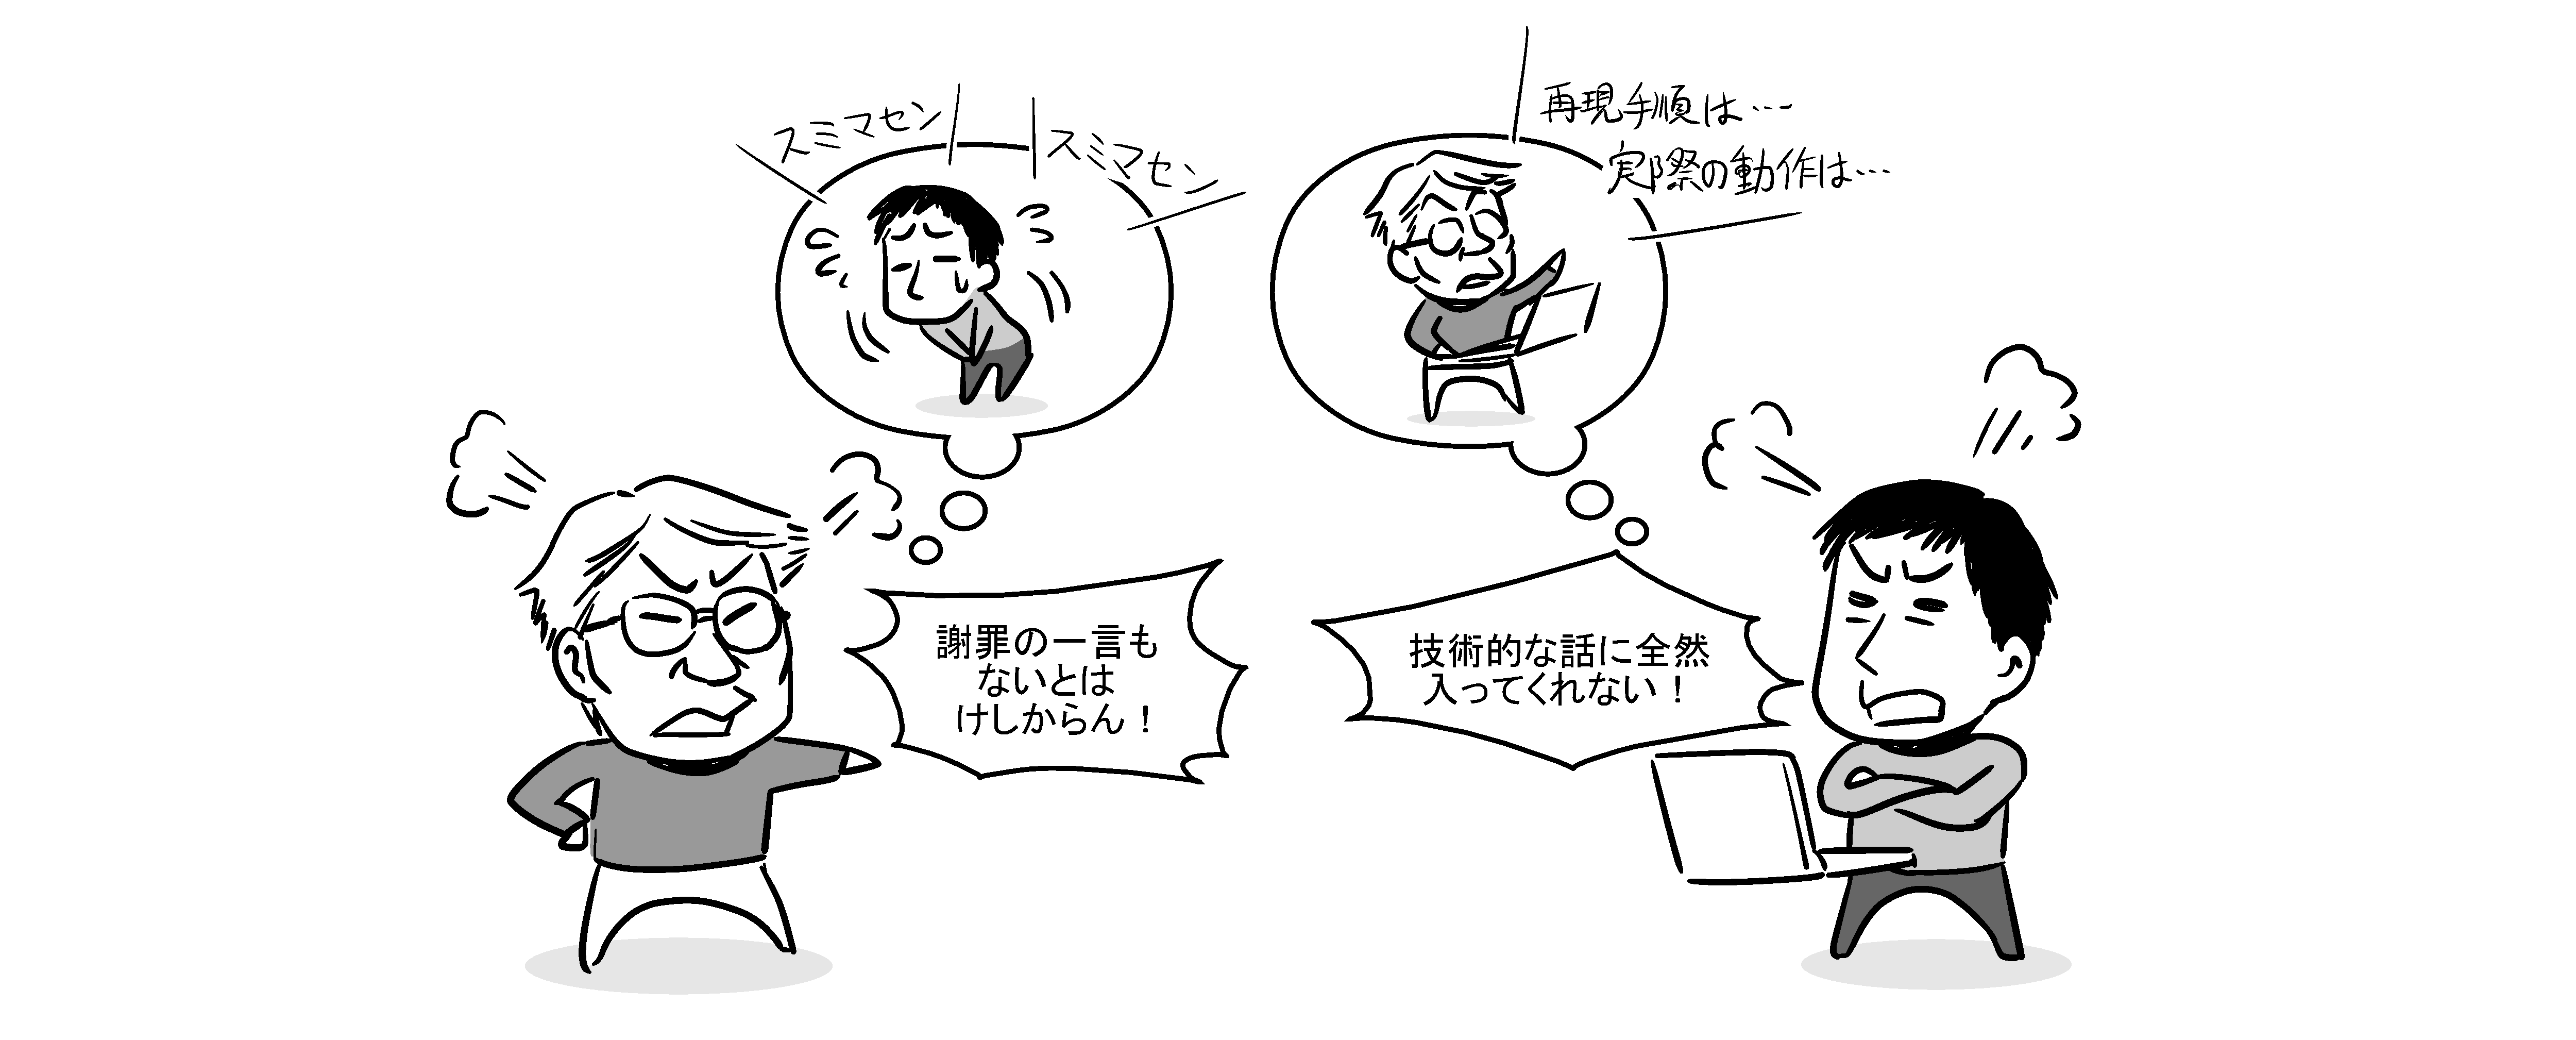 スミマセン
スミマセン
再現手順は…
実際の動作は…
謝罪の一言も
ないとは
けしからん！
技術的な話に全然
入ってくれない！